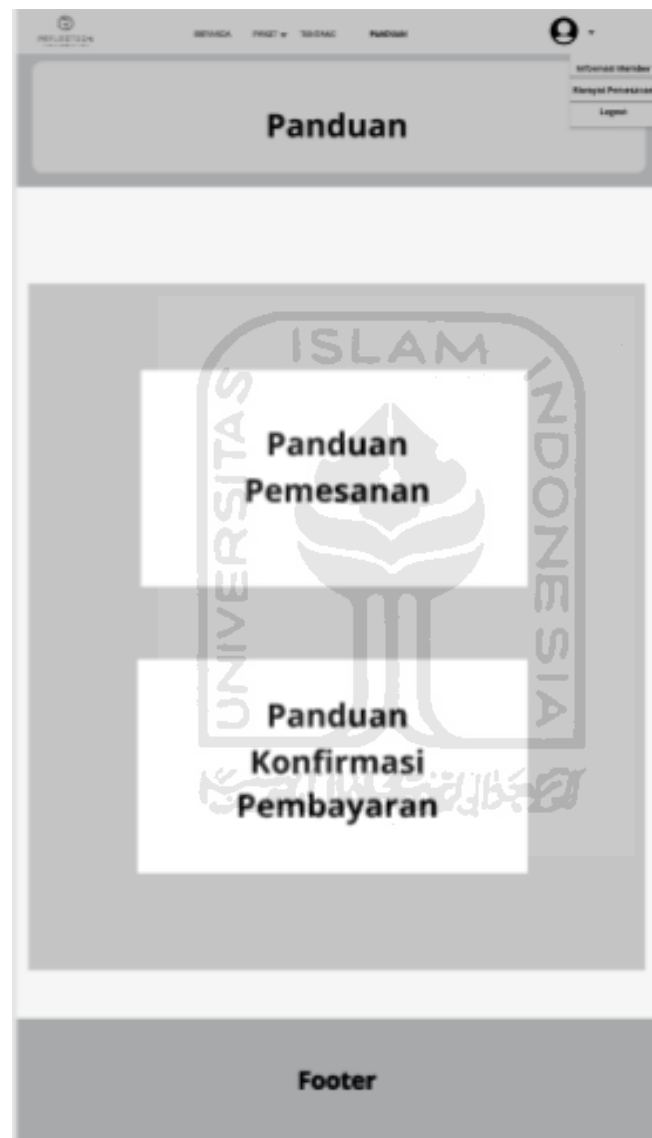 BERANDA PAKET TENTANG PANDUAN
Informasi Member
Riwayat Pemesanan
Logout
Panduan
ISLAM
UNIVERSITAS
INDONESIA
Panduan
Pemesanan
Panduan
Konfirmasi
Pembayaran
Footer